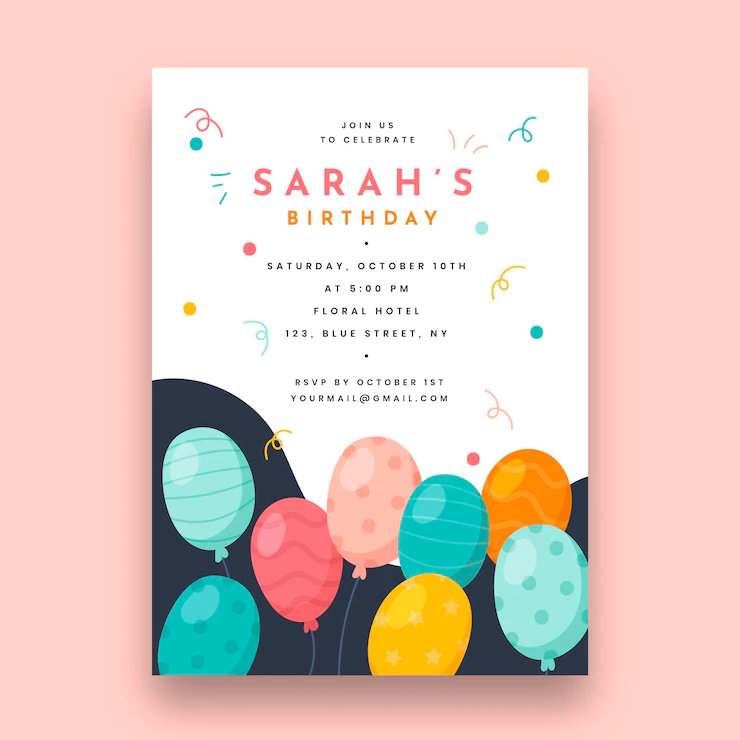 JOIN US
TO CELEBRATE
SARAH'S
BIRTHDAY
SATURDAY, OCTOBER 10TH
AT 5:00 PM
FLORAL HOTEL
123, BLUE STREET, NY
RSVP BY OCTOBER 1ST
YOURMAIL@GMAIL.COM